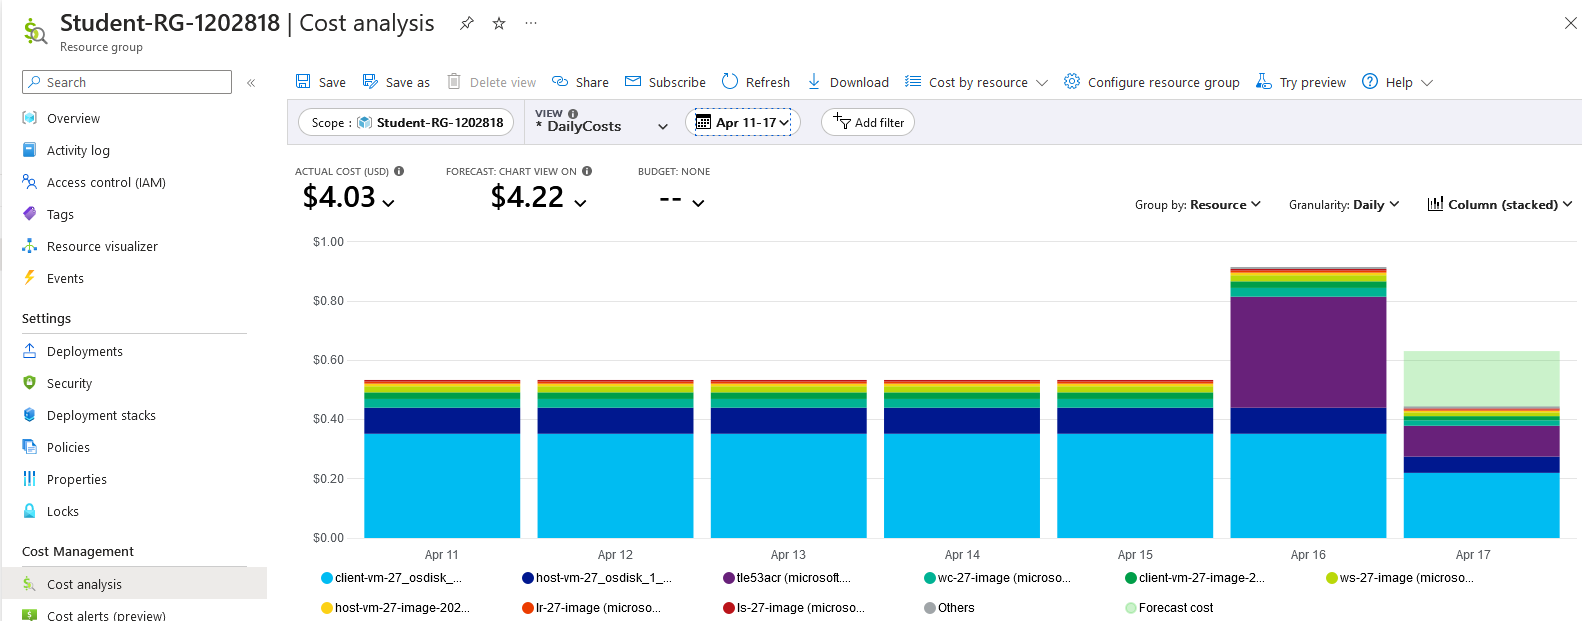 Student-RG-1202818 | Cost analysis
Resource group
Search
Overview
Activity log
Access control (IAM)
Tags
Resource visualizer
Events
Settings
Deployments
Security
Deployment stacks
Policies
Properties
Locks
Cost Management
Cost analysis
Cost alerts (preview)
Save Save as Delete view Share Subscribe Refresh Download Cost by resource Configure resource group Try preview Help
Scope : Student-RG-1202818
VIEW
* DailyCosts
Apr 11-17
Add filter
ACTUAL COST (USD)
$4.03
FORECAST: CHART VIEW ON
$4.22
BUDGET: NONE
--
Group by: Resource
Granularity: Daily
Column (stacked)
$1.00
$0.80
$0.60
$0.40
$0.20
$0.00
Apr 11 Apr 12 Apr 13 Apr 14 Apr 15 Apr 16 Apr 17
client-vm-27_osdisk_... host-vm-27_osdisk_1_... tle53acr (microsoft.... wc-27-image (microso... client-vm-27-image-2... ws-27-image (microso...
host-vm-27-image-202... lr-27-image (microso... ls-27-image (microso... Others Forecast cost